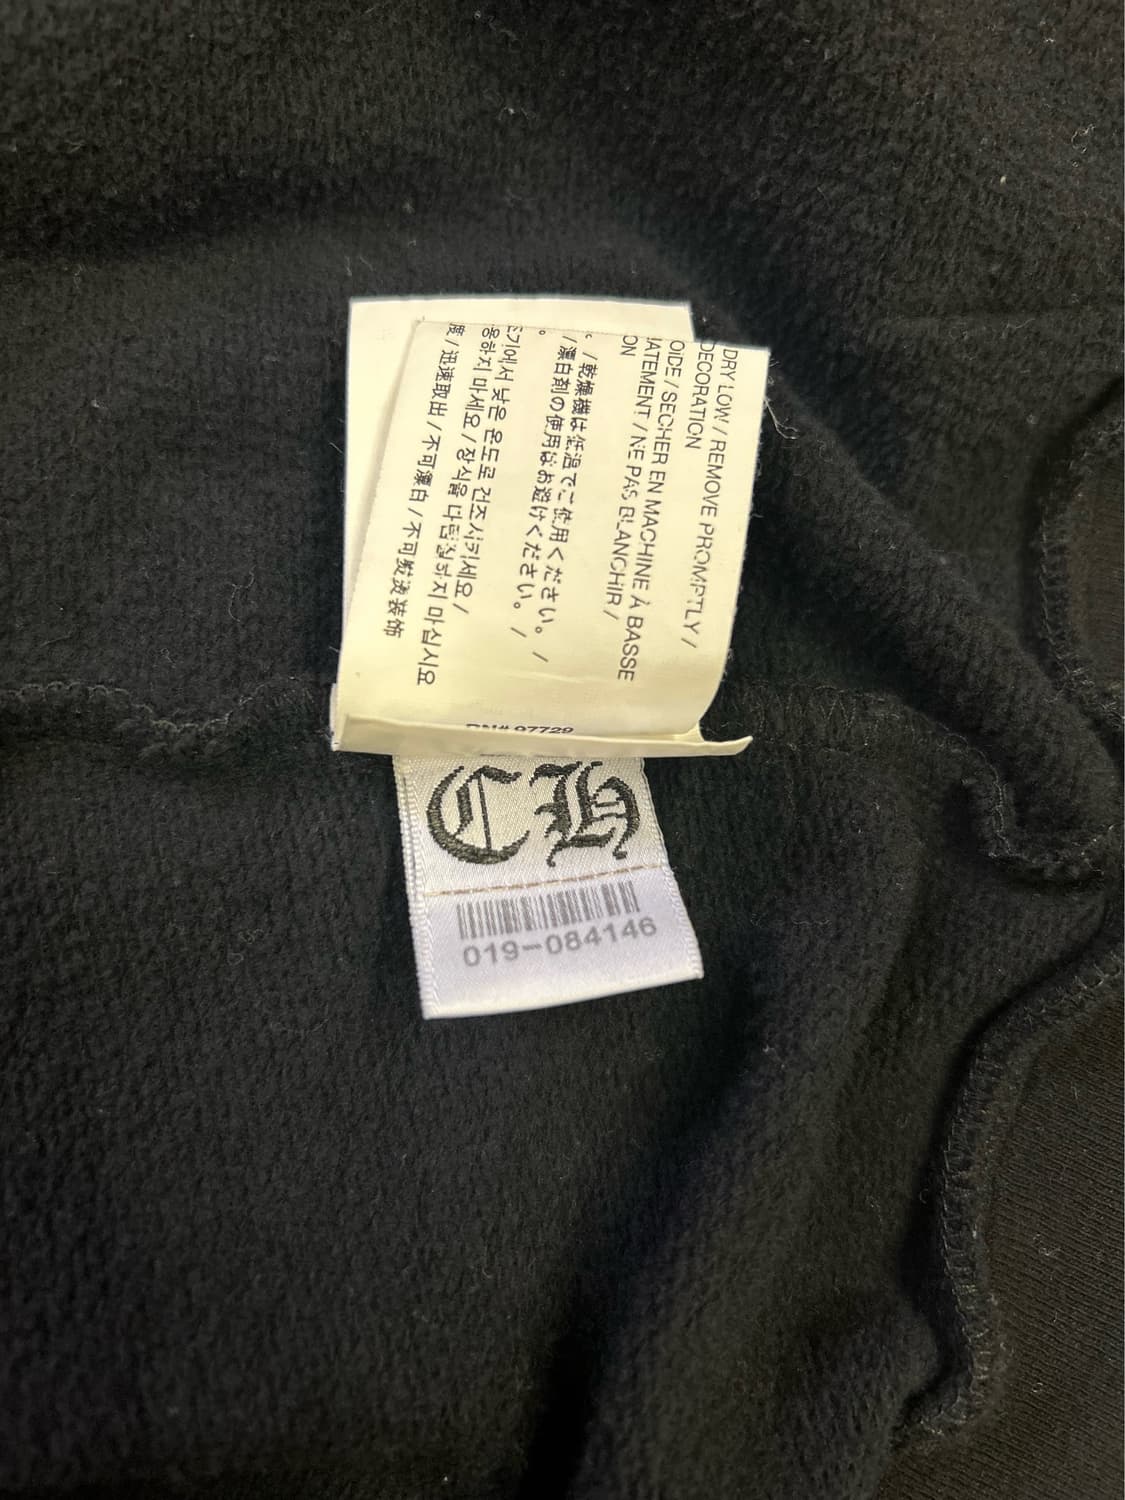 DRY LOW / REMOVE PROMPTLY /
DECORATION
OIDE / SECHER EN MACHINE À BASSE
ATEMENT / NE PAS BLANCHIR /
ON
/乾燥機は低温でご使用ください。 /
/漂白剤の使用はお避けください。 /
。
기에서 낮은 온도로 건조시키세요 /
용하지 마세요 / 장식을 다림질하지 마십시요
度 / 迅速取出 / 不可漂白 / 不可熨烫装饰
RN# 97729
CH
019-084146